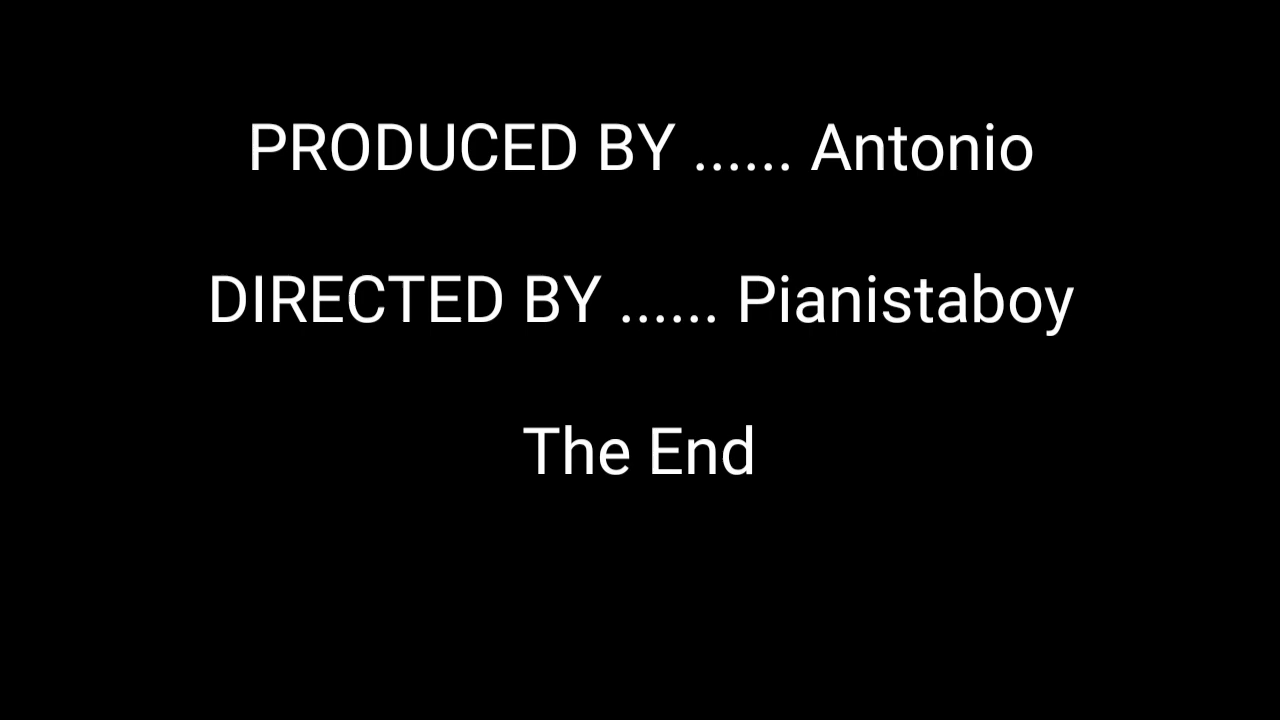 PRODUCED BY ...... Antonio
DIRECTED BY ...... Pianistaboy
The End